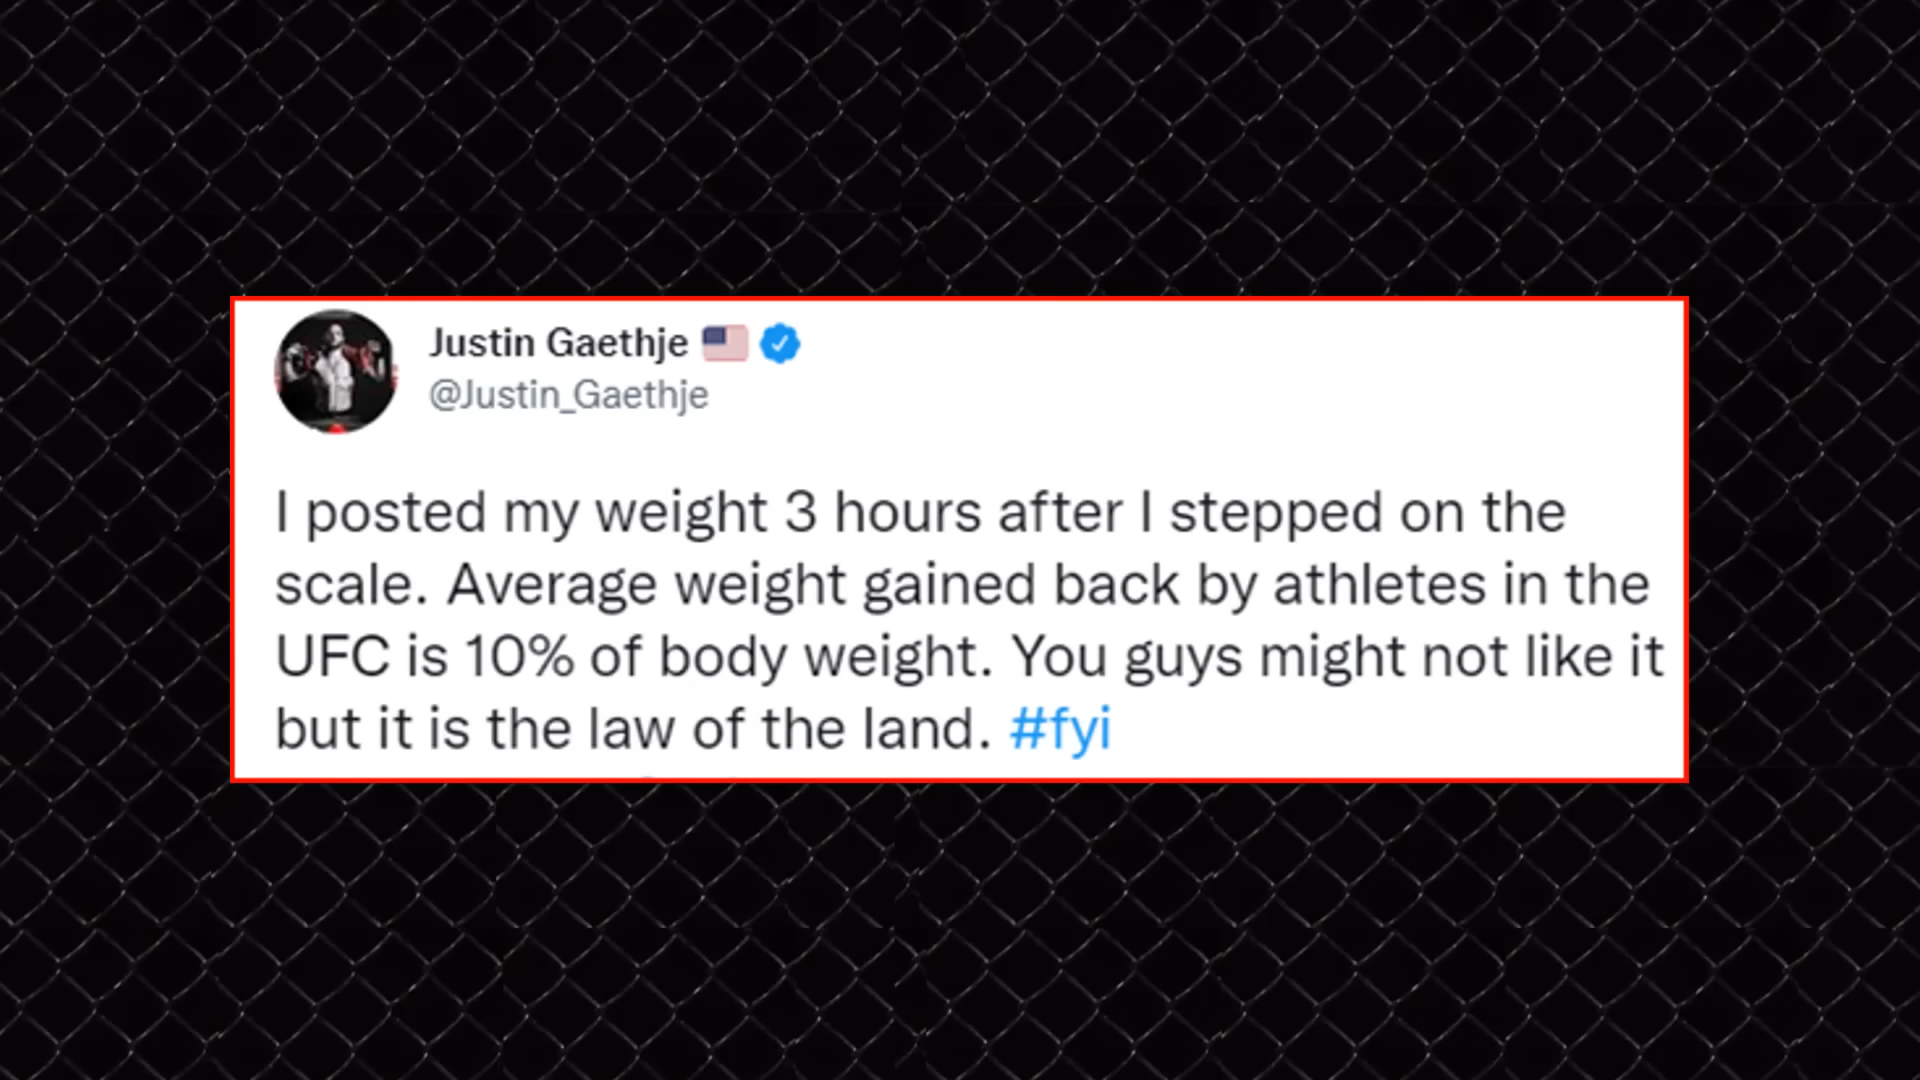 Justin Gaethje
@Justin_Gaethje
I posted my weight 3 hours after I stepped on the
scale. Average weight gained back by athletes in the
UFC is 10% of body weight. You guys might not like it
but it is the law of the land. #fyi